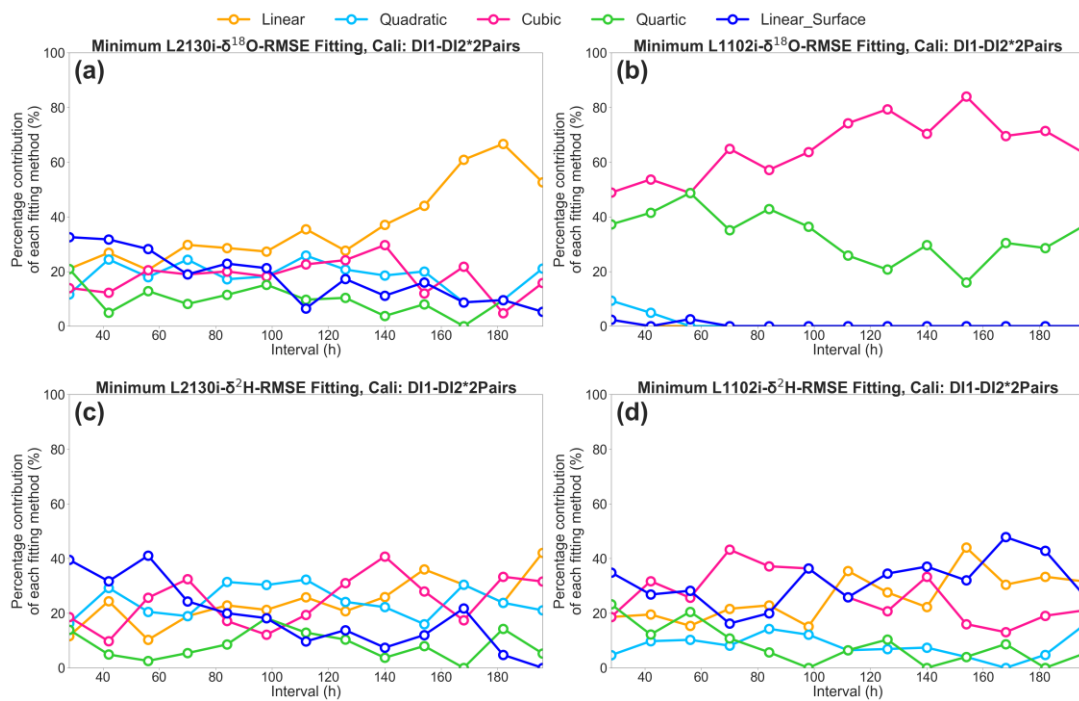 Linear Quadratic Cubic Quartic Linear_Surface
Minimum L2130i-δ¹⁸O-RMSE Fitting, Cali: DI1-DI2*2Pairs
(a)
Percentage contribution
of each fitting method (%)
100
80
60
40
20
0
40 60 80 100 120 140 160 180
Interval (h)
Minimum L1102i-δ¹⁸O-RMSE Fitting, Cali: DI1-DI2*2Pairs
(b)
Percentage contribution
of each fitting method (%)
100
80
60
40
20
0
40 60 80 100 120 140 160 180
Interval (h)
Minimum L2130i-δ²H-RMSE Fitting, Cali: DI1-DI2*2Pairs
(c)
Percentage contribution
of each fitting method (%)
100
80
60
40
20
0
40 60 80 100 120 140 160 180
Interval (h)
Minimum L1102i-δ²H-RMSE Fitting, Cali: DI1-DI2*2Pairs
(d)
Percentage contribution
of each fitting method (%)
100
80
60
40
20
0
40 60 80 100 120 140 160 180
Interval (h)